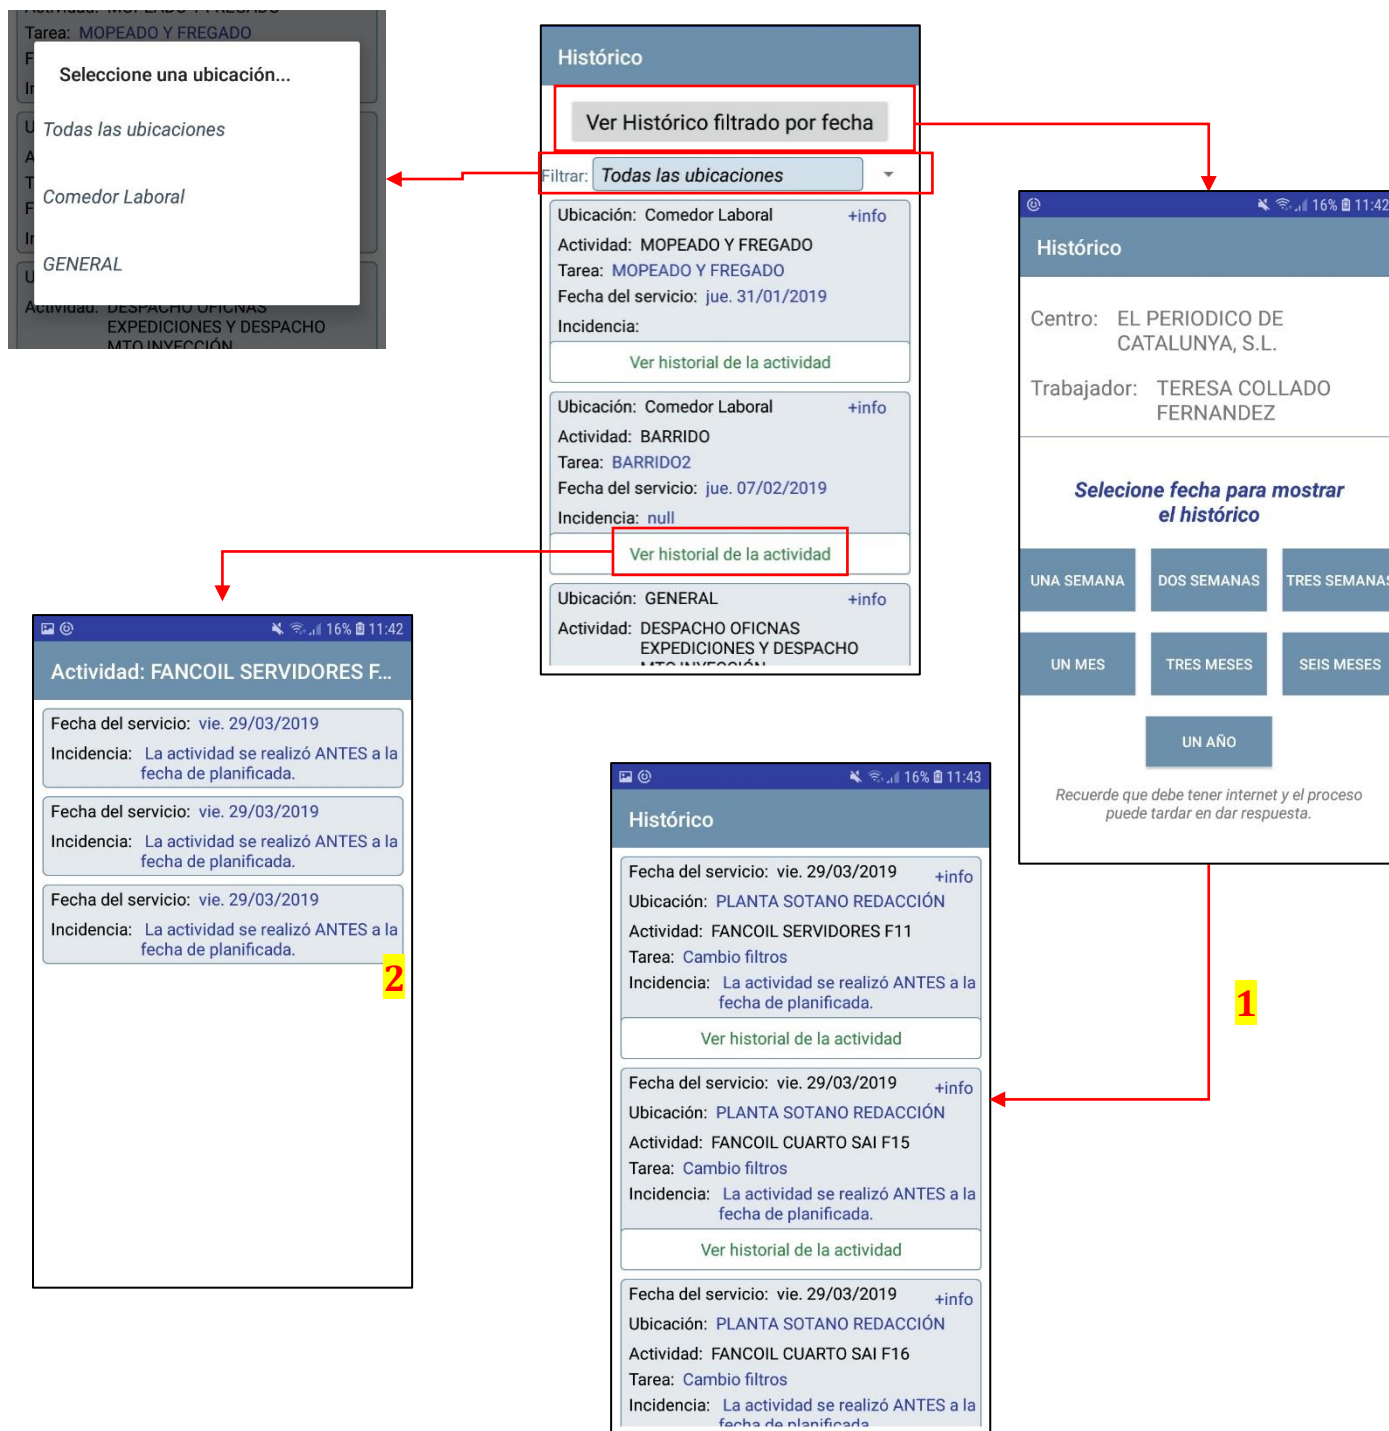 Tarea: MOPEADO Y FREGADO
Seleccione una ubicación...
Todas las ubicaciones
Comedor Laboral
GENERAL
Actividad: DESPACHO OFICNAS
EXPEDICIONES Y DESPACHO
MTO INYECCIÓN
Histórico
Ver Histórico filtrado por fecha
Filtrar: Todas las ubicaciones
Ubicación: Comedor Laboral +info
Actividad: MOPEADO Y FREGADO
Tarea: MOPEADO Y FREGADO
Fecha del servicio: jue. 31/01/2019
Incidencia:
Ver historial de la actividad
Ubicación: Comedor Laboral +info
Actividad: BARRIDO
Tarea: BARRIDO2
Fecha del servicio: jue. 07/02/2019
Incidencia: null
Ver historial de la actividad
Ubicación: GENERAL +info
Actividad: DESPACHO OFICNAS
EXPEDICIONES Y DESPACHO
MTO INYECCIÓN
16% 11:42
Histórico
Centro: EL PERIODICO DE
CATALUNYA, S.L.
Trabajador: TERESA COLLADO
FERNANDEZ
Selecione fecha para mostrar
el histórico
UNA SEMANA DOS SEMANAS TRES SEMANAS
UN MES TRES MESES SEIS MESES
UN AÑO
Recuerde que debe tener internet y el proceso
puede tardar en dar respuesta.
1
16% 11:42
Actividad: FANCOIL SERVIDORES F...
Fecha del servicio: vie. 29/03/2019
Incidencia: La actividad se realizó ANTES a la
fecha de planificada.
Fecha del servicio: vie. 29/03/2019
Incidencia: La actividad se realizó ANTES a la
fecha de planificada.
Fecha del servicio: vie. 29/03/2019
Incidencia: La actividad se realizó ANTES a la
fecha de planificada.
2
16% 11:43
Histórico
Fecha del servicio: vie. 29/03/2019 +info
Ubicación: PLANTA SOTANO REDACCIÓN
Actividad: FANCOIL SERVIDORES F11
Tarea: Cambio filtros
Incidencia: La actividad se realizó ANTES a la
fecha de planificada.
Ver historial de la actividad
Fecha del servicio: vie. 29/03/2019 +info
Ubicación: PLANTA SOTANO REDACCIÓN
Actividad: FANCOIL CUARTO SAI F15
Tarea: Cambio filtros
Incidencia: La actividad se realizó ANTES a la
fecha de planificada.
Ver historial de la actividad
Fecha del servicio: vie. 29/03/2019 +info
Ubicación: PLANTA SOTANO REDACCIÓN
Actividad: FANCOIL CUARTO SAI F16
Tarea: Cambio filtros
Incidencia: La actividad se realizó ANTES a la
fecha de planificada